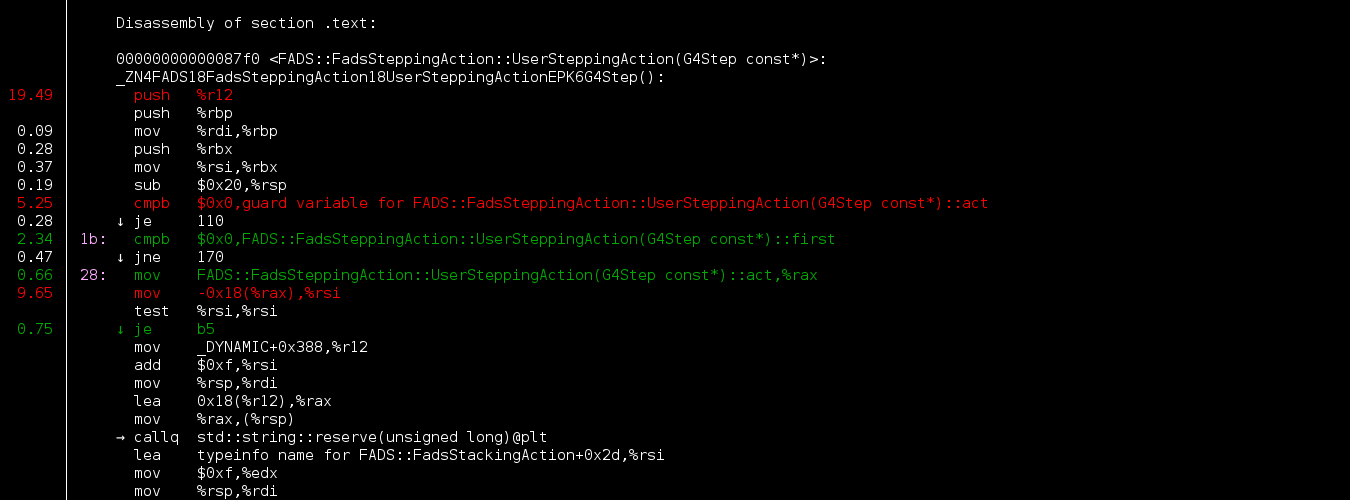 Disassembly of section .text:
00000000000087f0 <FADS::FadsSteppingAction::UserSteppingAction(G4Step const*)>:
_ZN4FADS18FadsSteppingAction18UserSteppingActionEPK6G4Step():
19.49 push %r12
push %rbp
0.09 mov %rdi,%rbp
0.28 push %rbx
0.37 mov %rsi,%rbx
0.19 sub $0x20,%rsp
5.25 cmpb $0x0,guard variable for FADS::FadsSteppingAction::UserSteppingAction(G4Step const*)::act
0.28 ↓ je 110
2.34 1b: cmpb $0x0,FADS::FadsSteppingAction::UserSteppingAction(G4Step const*)::first
0.47 ↓ jne 170
0.66 28: mov FADS::FadsSteppingAction::UserSteppingAction(G4Step const*)::act,%rax
9.65 mov -0x18(%rax),%rsi
test %rsi,%rsi
0.75 ↓ je b5
mov _DYNAMIC+0x388,%r12
add $0xf,%rsi
mov %rsp,%rdi
lea 0x18(%r12),%rax
mov %rax,(%rsp)
→ callq std::string::reserve(unsigned long)@plt
lea typeinfo name for FADS::FadsStackingAction+0x2d,%rsi
mov $0xf,%edx
mov %rsp,%rdi